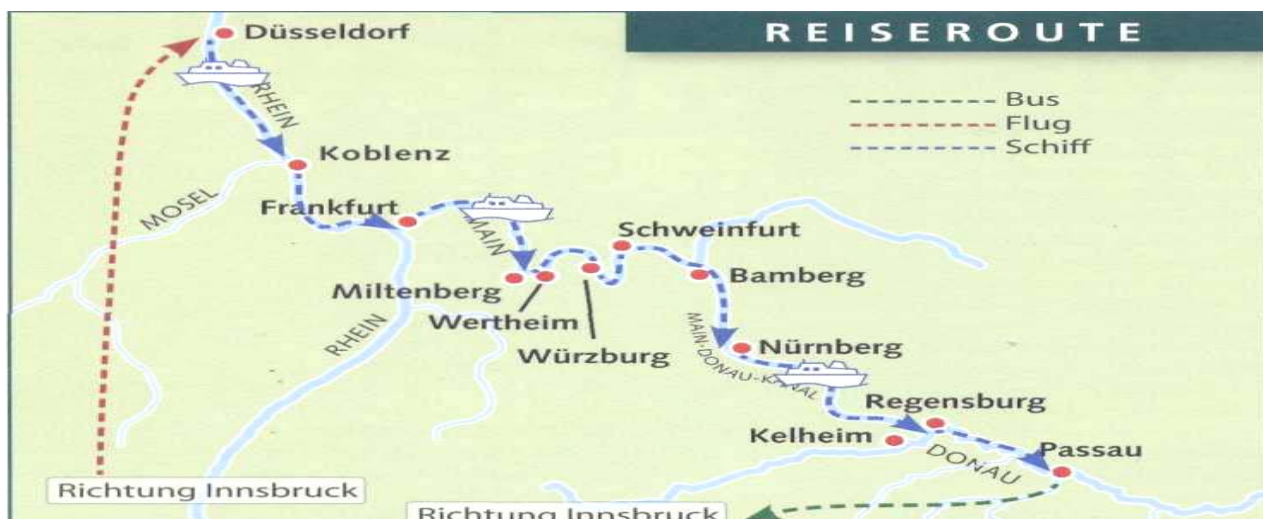 REISEROUTE
Düsseldorf
RHEIN
Bus
Flug
Schiff
Koblenz
MOSEL
Frankfurt
MAIN
Schweinfurt
Bamberg
Miltenberg
Wertheim
Würzburg
RHEIN
MAIN-DONAU-KANAL
Nürnberg
Regensburg
Kelheim
DONAU
Passau
Richtung Innsbruck
Richtung Innsbruck